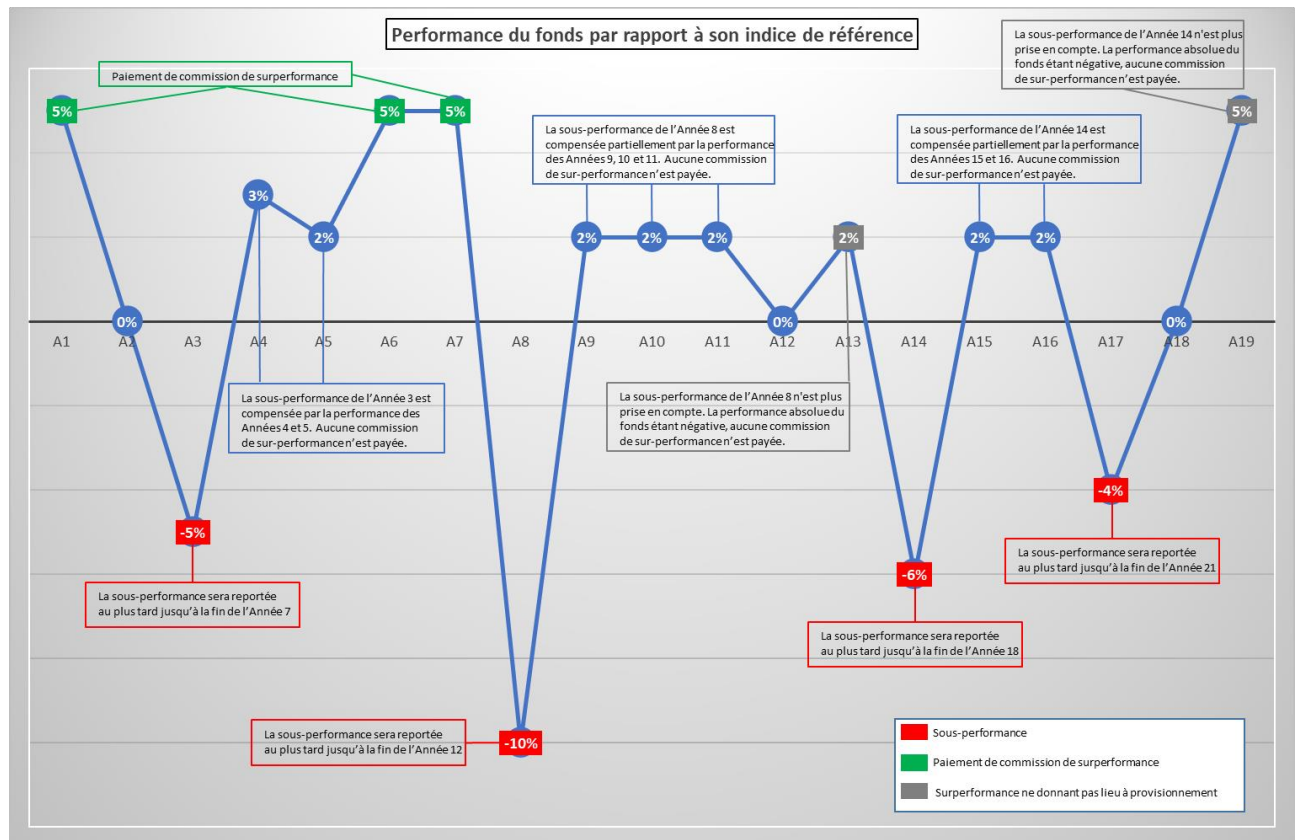 Performance du fonds par rapport à son indice de référence
La sous-performance de l'Année 14 n'est plus
prise en compte. La performance absolue du
fonds étant négative, aucune commission
de sur-performance n'est payée.
Paiement de commission de surperformance
5%
5%
5%
5%
La sous-performance de l'Année 8 est
compensée partiellement par la performance
des Années 9, 10 et 11. Aucune commission
de sur-performance n'est payée.
La sous-performance de l'Année 14 est
compensée partiellement par la performance
des Années 15 et 16. Aucune commission
de sur-performance n'est payée.
3%
2%
2%
2%
2%
2%
2%
2%
0%
0%
0%
A1
A2
A3
A4
A5
A6
A7
A8
A9
A10
A11
A12
A13
A14
A15
A16
A17
A18
A19
La sous-performance de l'Année 3 est
compensée par la performance des
Années 4 et 5. Aucune commission
de sur-performance n'est payée.
La sous-performance de l'Année 8 n'est plus
prise en compte. La performance absolue du
fonds étant négative, aucune commission
de sur-performance n'est payée.
-5%
-4%
-6%
La sous-performance sera reportée
au plus tard jusqu'à la fin de l'Année 7
La sous-performance sera reportée
au plus tard jusqu'à la fin de l'Année 21
La sous-performance sera reportée
au plus tard jusqu'à la fin de l'Année 18
La sous-performance sera reportée
au plus tard jusqu'à la fin de l'Année 12
-10%
Sous-performance
Paiement de commission de surperformance
Surperformance ne donnant pas lieu à provisionnement